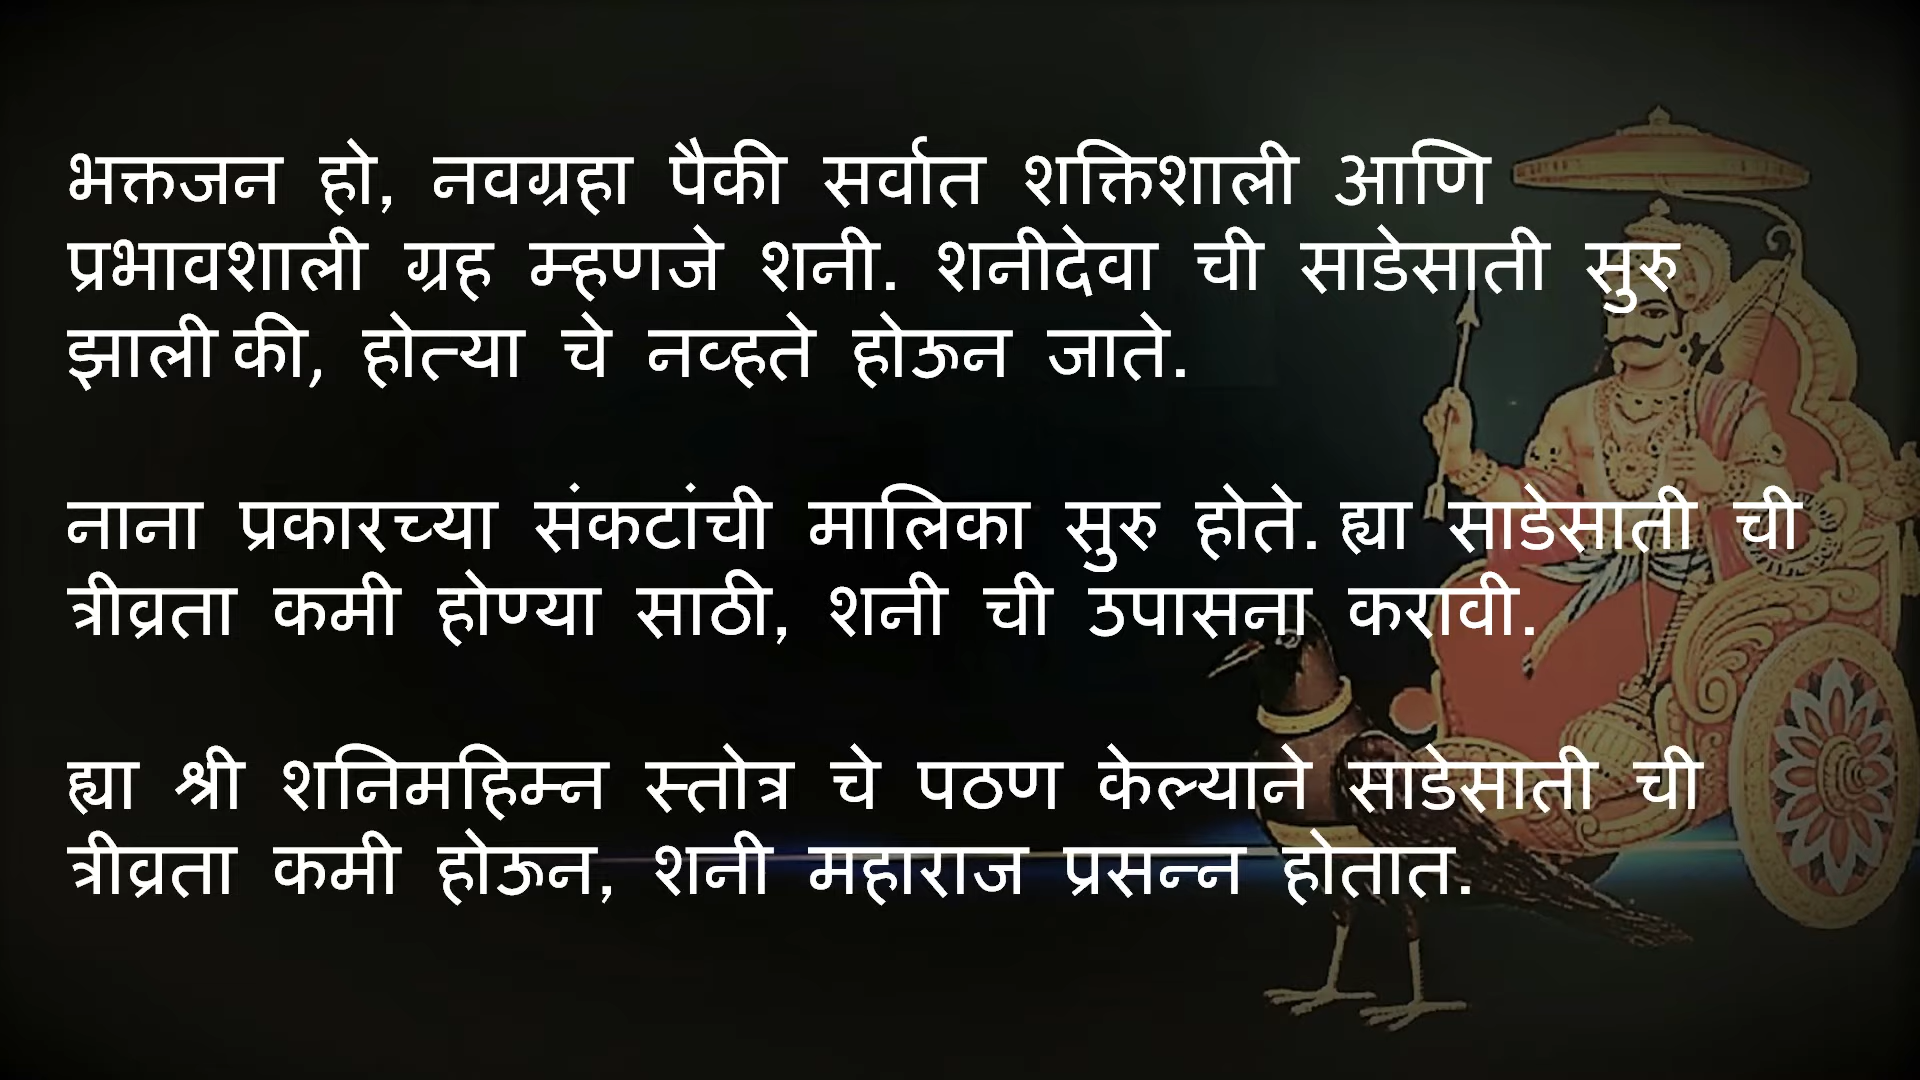 भक्तजन हो, नवग्रहा पैकी सर्वात शक्तिशाली आणि
प्रभावशाली ग्रह म्हणजे शनी. शनीदेवा ची साडेसाती सुरु
झाली की, होत्या चे नव्हते होऊन जाते.
नाना प्रकारच्या संकटांची मालिका सुरु होते. ह्या साडेसाती ची
त्रीव्रता कमी होण्या साठी, शनी ची उपासना करावी.
ह्या श्री शनिमहिम्न स्तोत्र चे पठण केल्याने साडेसाती ची
त्रीव्रता कमी होऊन, शनी महाराज प्रसन्न होतात.